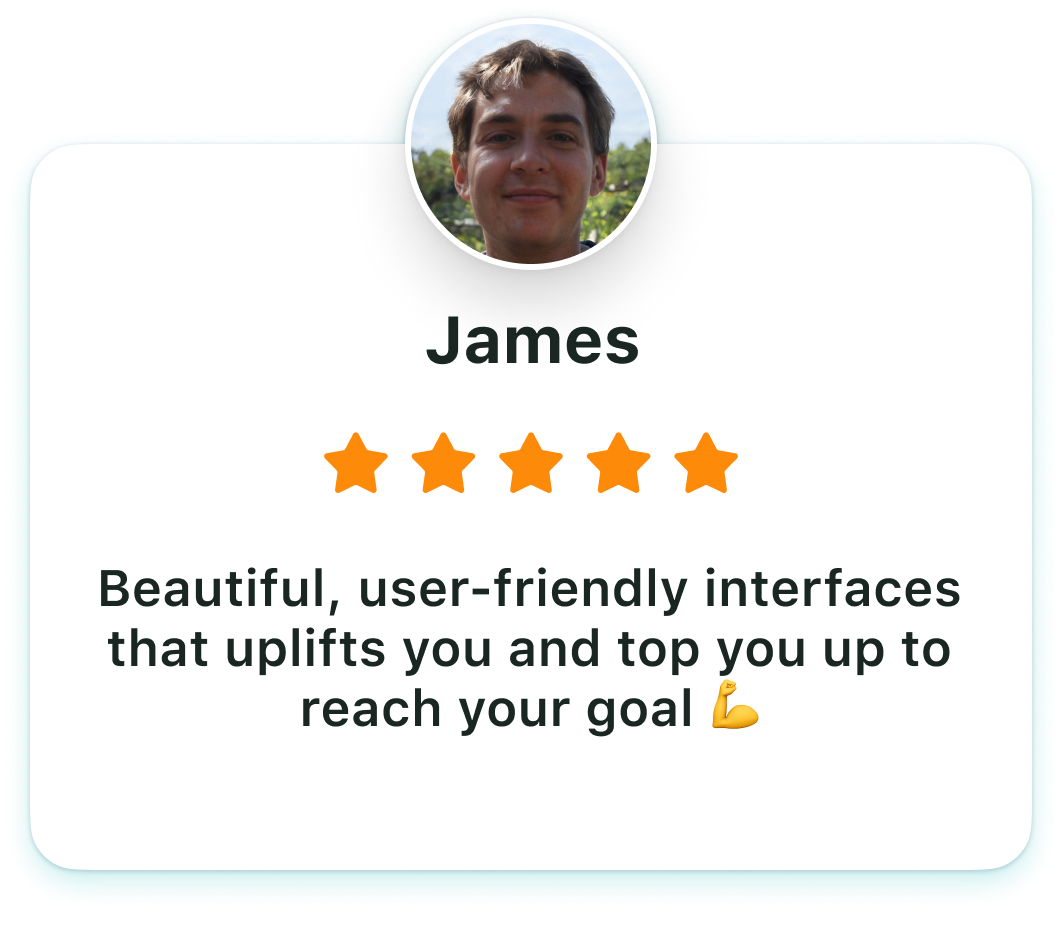 James
Beautiful, user-friendly interfaces
that uplifts you and top you up to
reach your goal 💪